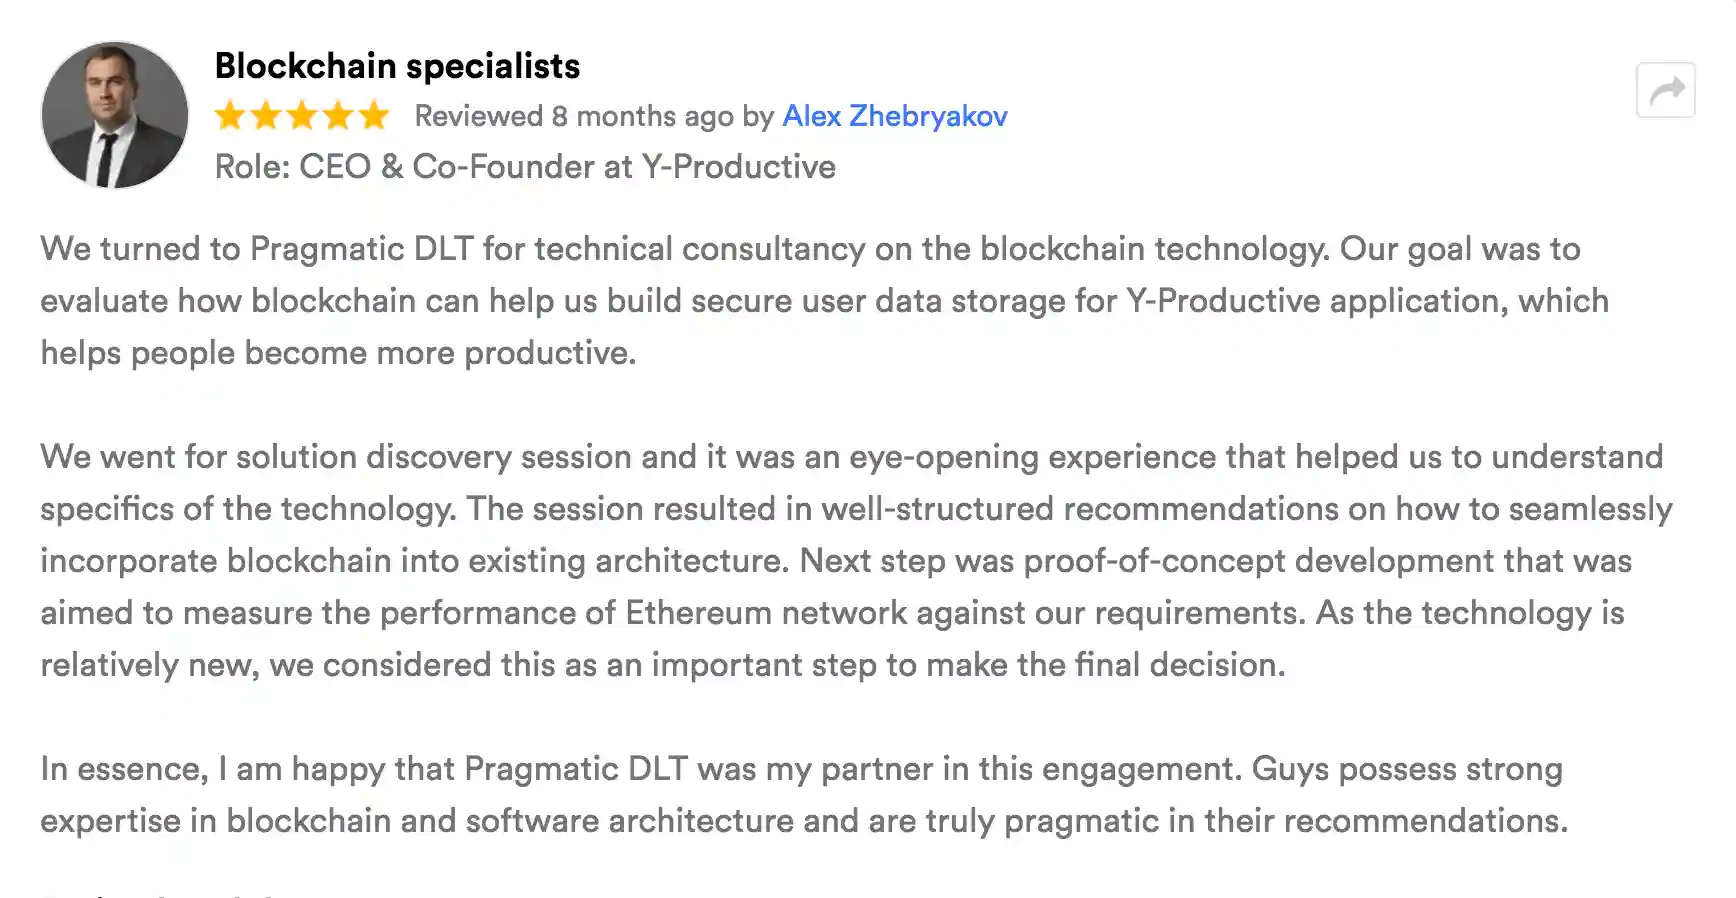 Blockchain specialists
Reviewed 8 months ago by Alex Zhebryakov
Role: CEO & Co-Founder at Y-Productive
We turned to Pragmatic DLT for technical consultancy on the blockchain technology. Our goal was to
evaluate how blockchain can help us build secure user data storage for Y-Productive application, which
helps people become more productive.
We went for solution discovery session and it was an eye-opening experience that helped us to understand
specifics of the technology. The session resulted in well-structured recommendations on how to seamlessly
incorporate blockchain into existing architecture. Next step was proof-of-concept development that was
aimed to measure the performance of Ethereum network against our requirements. As the technology is
relatively new, we considered this as an important step to make the final decision.
In essence, I am happy that Pragmatic DLT was my partner in this engagement. Guys possess strong
expertise in blockchain and software architecture and are truly pragmatic in their recommendations.